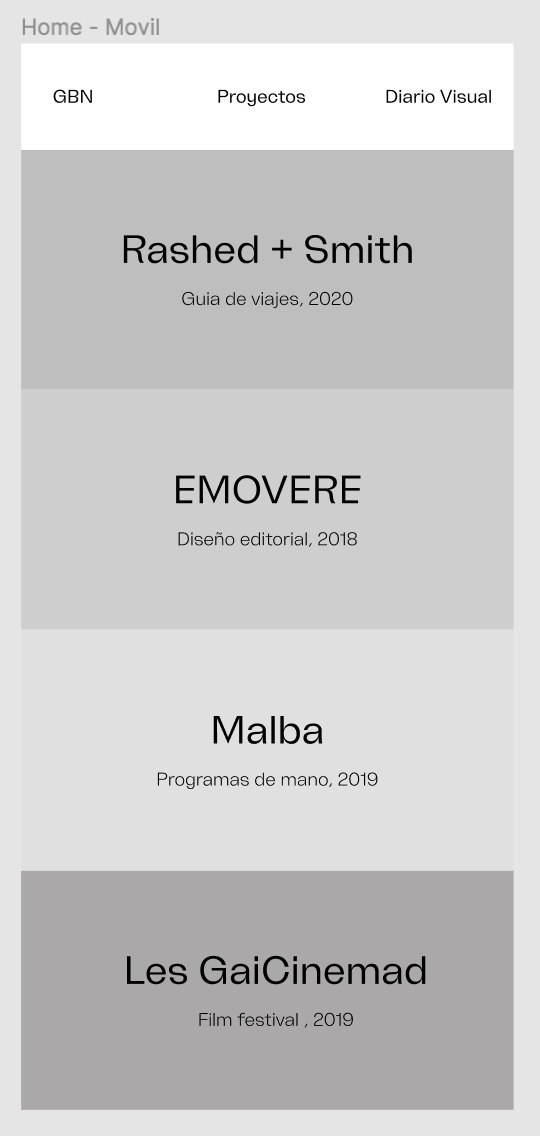 Home - Movil
GBN Proyectos Diario Visual
Rashed + Smith
Guia de viajes, 2020
EMOVERE
Diseño editorial, 2018
Malba
Programas de mano, 2019
Les GaiCinemad
Film festival , 2019